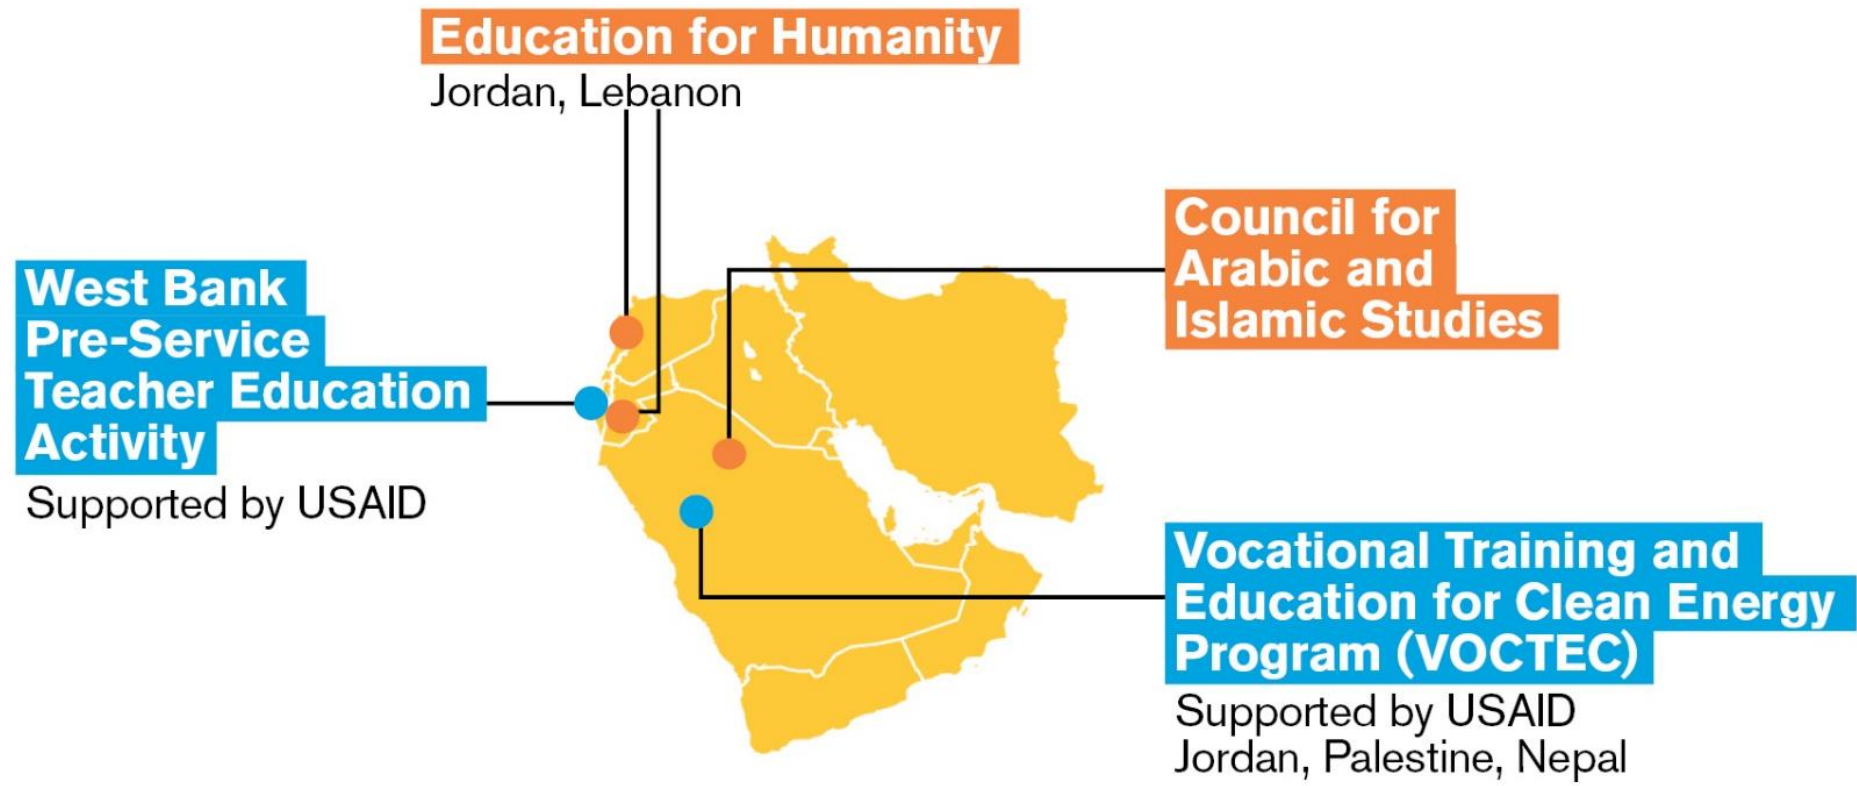 Education for Humanity
Jordan, Lebanon
West Bank
Pre-Service
Teacher Education
Activity
Supported by USAID
Council for
Arabic and
Islamic Studies
Vocational Training and
Education for Clean Energy
Program (VOCTEC)
Supported by USAID
Jordan, Palestine, Nepal